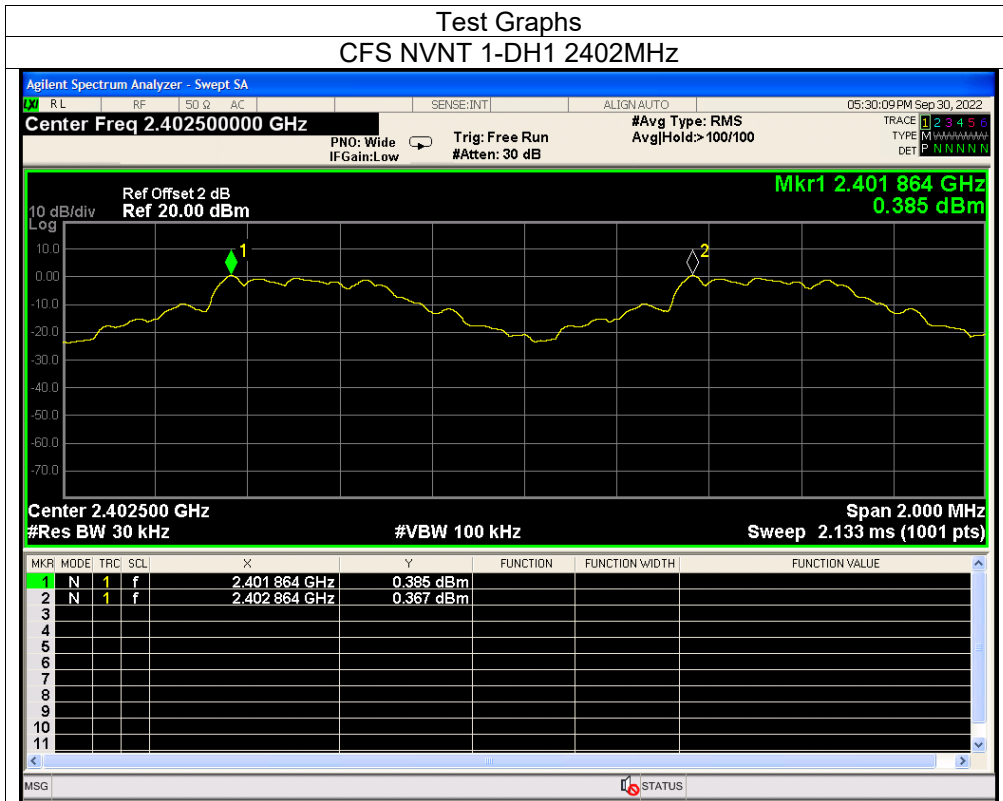 Test Graphs
CFS NVNT 1-DH1 2402MHz
Agilent Spectrum Analyzer - Swept SA
LXI RL RF 50 Ω AC SENSE:INT ALIGN AUTO 05:30:09 PM Sep 30, 2022
Center Freq 2.402500000 GHz #Avg Type: RMS TRACE 1 2 3 4 5 6
PNO: Wide Trig: Free Run Avg|Hold:>100/100 TYPE M WWWWW
IFGain:Low #Atten: 30 dB DET P N N N N N
Mkr1 2.401 864 GHz
Ref Offset 2 dB
10 dB/div Ref 20.00 dBm 0.385 dBm
Log
10.0
1 2
0.00
-10.0
-20.0
-30.0
-40.0
-50.0
-60.0
-70.0
Center 2.402500 GHz Span 2.000 MHz
#Res BW 30 kHz #VBW 100 kHz Sweep 2.133 ms (1001 pts)
MKR MODE TRC SCL X Y FUNCTION FUNCTION WIDTH FUNCTION VALUE
1 N 1 f 2.401 864 GHz 0.385 dBm
2 N 1 f 2.402 864 GHz 0.367 dBm
3
4
5
6
7
8
9
10
11
MSG STATUS